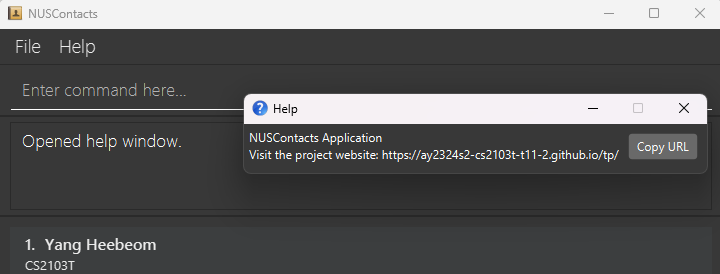 NUSContacts
File Help
Enter command here...
Help
NUSContacts Application
Visit the project website: https://ay2324s2-cs2103t-t11-2.github.io/tp/
Copy URL
Opened help window.
1. Yang Heebeom
CS2103T